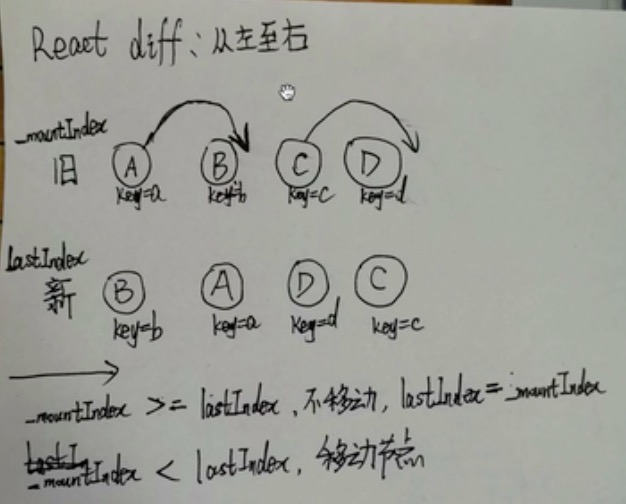 React diff: 从左至右
_mountIndex
旧
A B C D
key=a key=b key=c key=d
lastIndex
新
B A D C
key=b key=a key=d key=c
_mountIndex >= lastIndex, 不移动, lastIndex = _mountIndex
_mountIndex < lastIndex, 移动节点